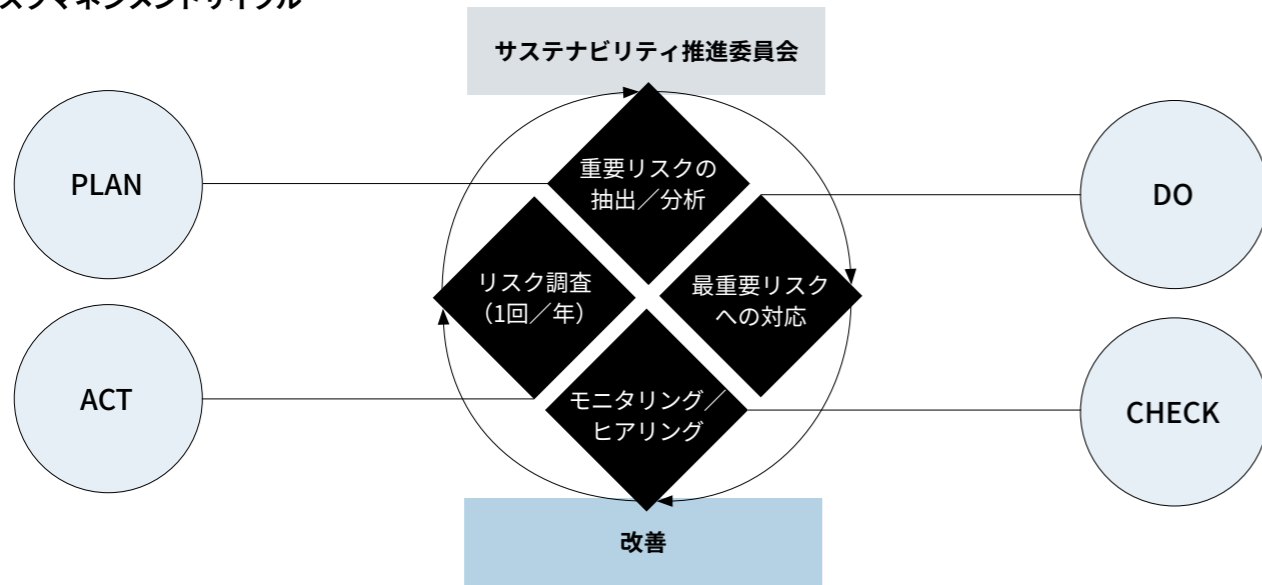 スクマネジメントサイクル
サステナビリティ推進委員会
PLAN
重要リスクの
抽出／分析
DO
リスク調査
（1回／年）
最重要リスク
への対応
ACT
モニタリング／
ヒアリング
CHECK
改善